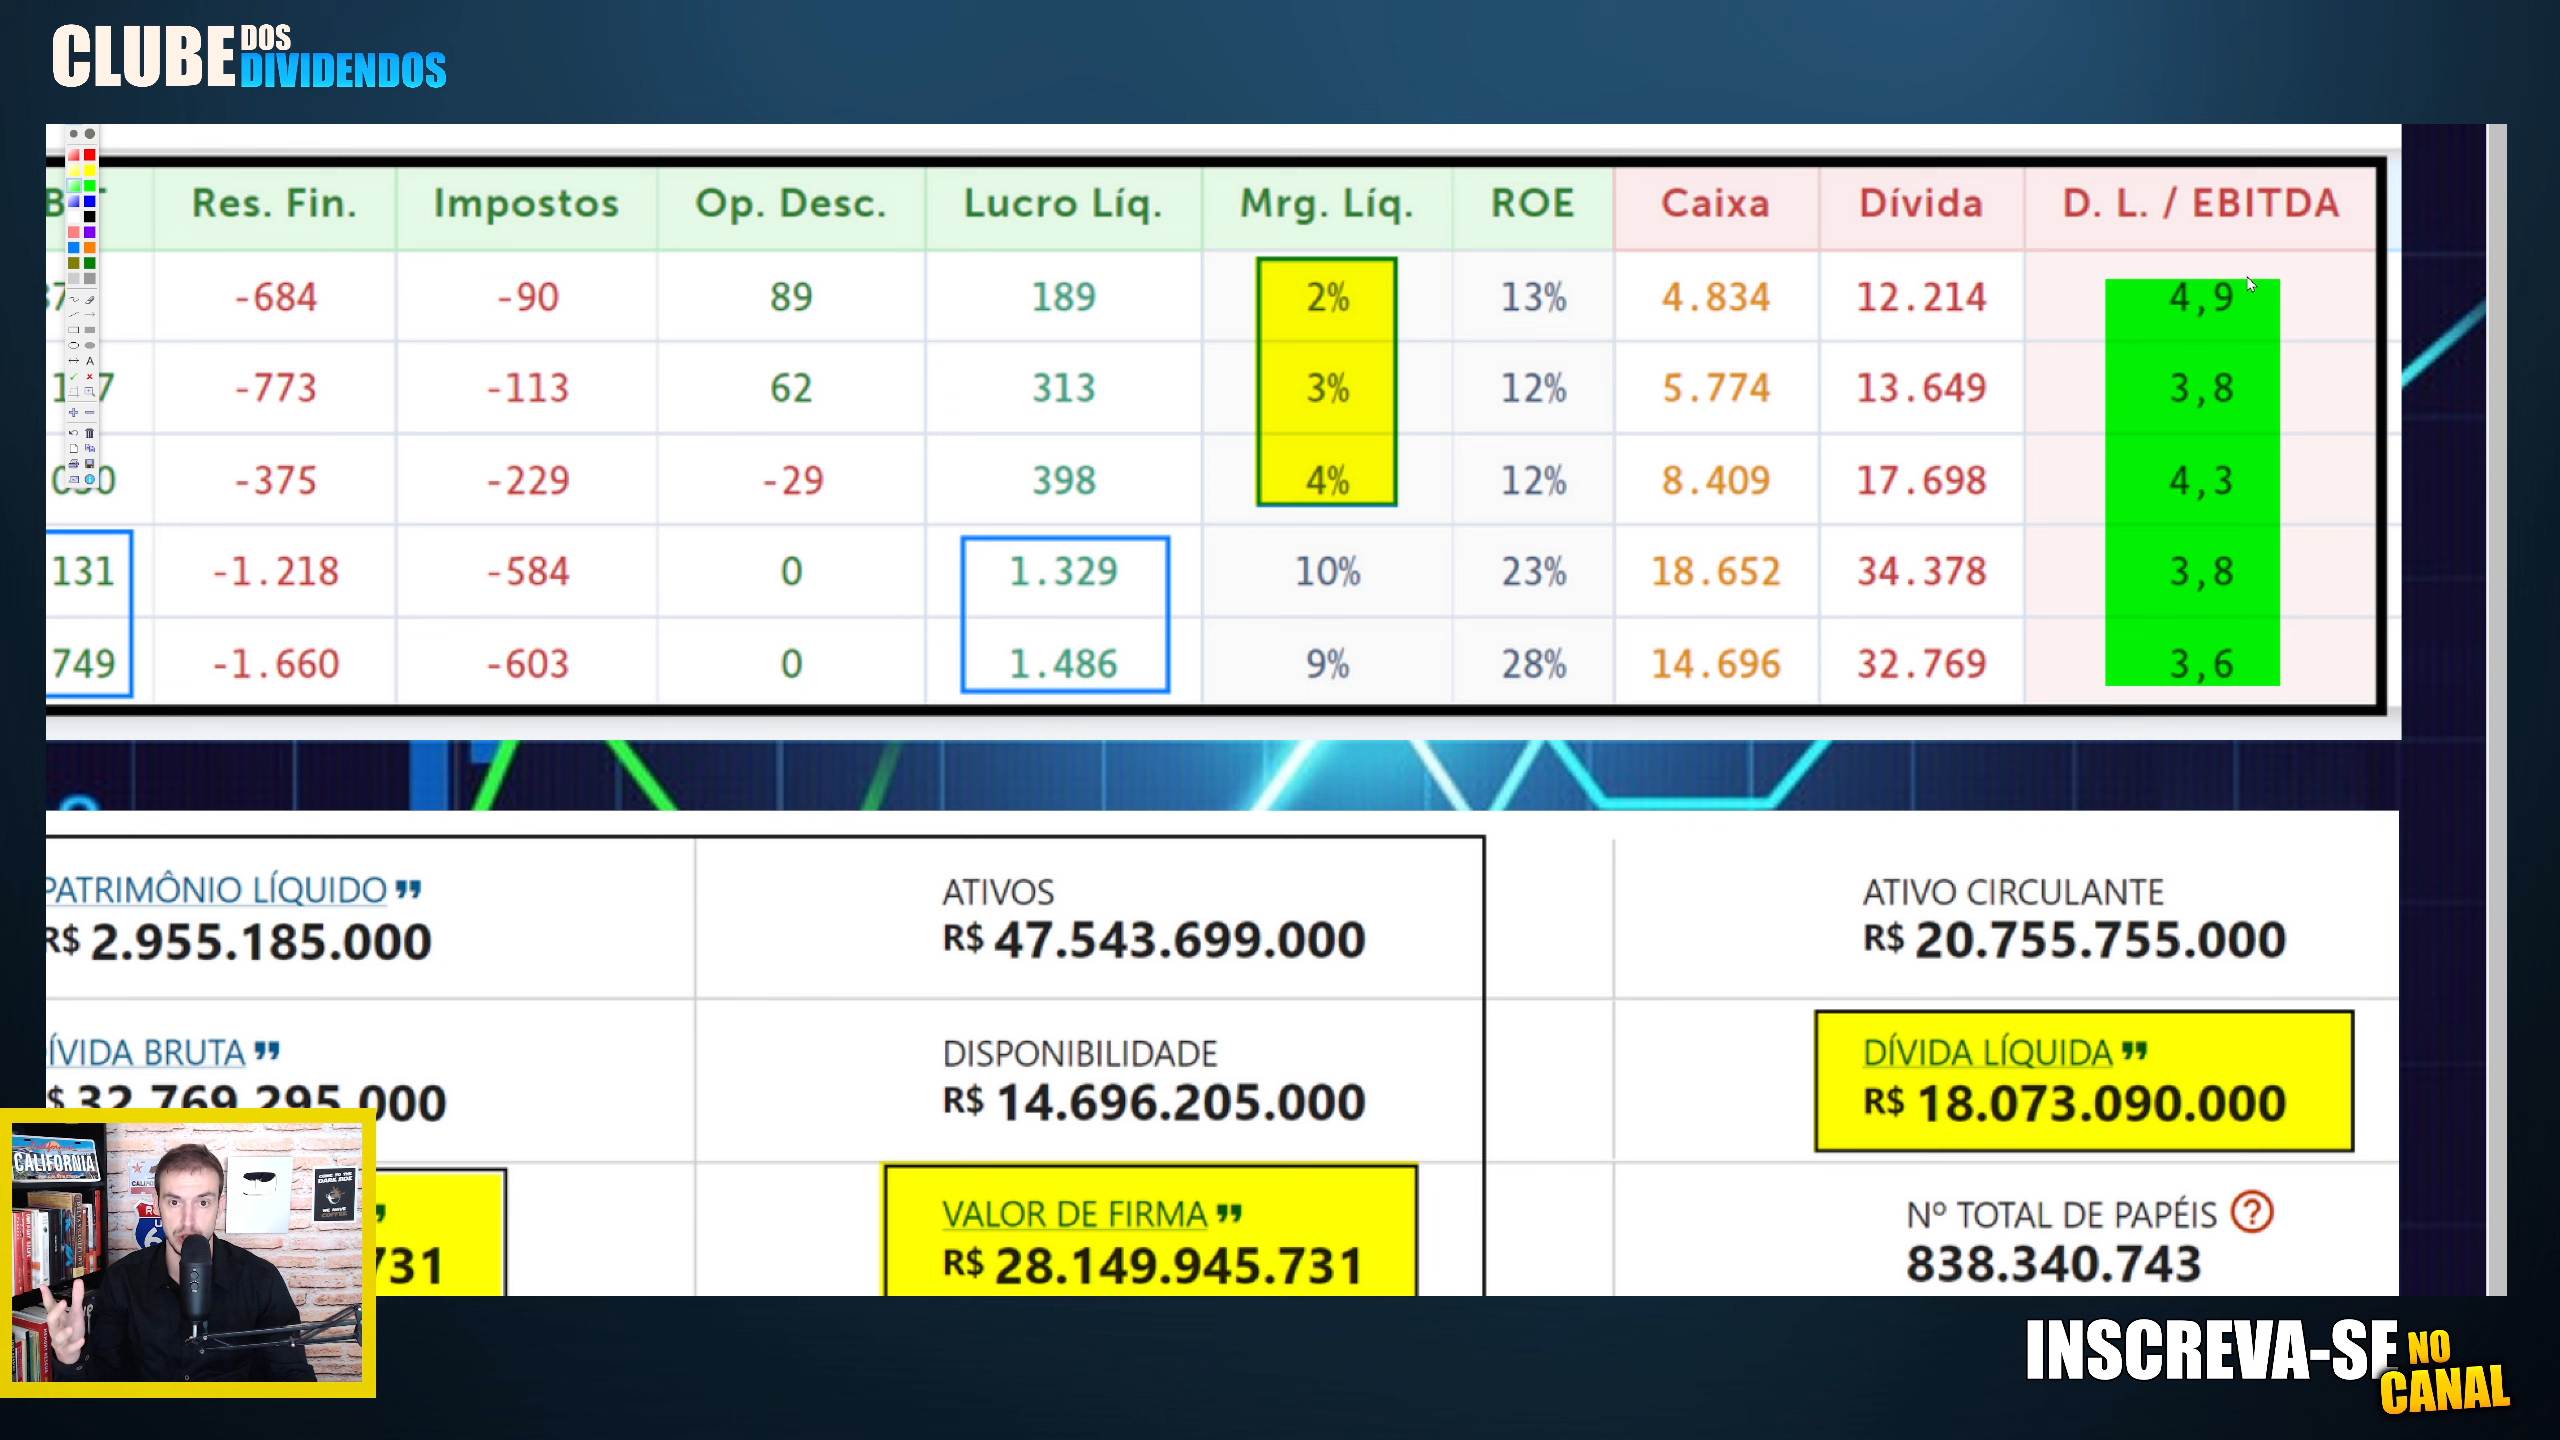 CLUBE DOS DIVIDENDOS
Res. Fin. Impostos Op. Desc. Lucro Líq. Mrg. Líq. ROE Caixa Dívida D. L. / EBITDA
-684 -90 89 189 2% 13% 4.834 12.214 4,9
-773 -113 62 313 3% 12% 5.774 13.649 3,8
-375 -229 -29 398 4% 12% 8.409 17.698 4,3
131 -1.218 -584 0 1.329 10% 23% 18.652 34.378 3,8
749 -1.660 -603 0 1.486 9% 28% 14.696 32.769 3,6
PATRIMÔNIO LÍQUIDO ATIVOS ATIVO CIRCULANTE
R$ 2.955.185.000 R$ 47.543.699.000 R$ 20.755.755.000
ÍVIDA BRUTA DISPONIBILIDADE DÍVIDA LÍQUIDA
$ 32.769.295.000 R$ 14.696.205.000 R$ 18.073.090.000
VALOR DE FIRMA Nº TOTAL DE PAPÉIS ?
731 R$ 28.149.945.731 838.340.743
CALIFORNIA
INSCREVA-SE NO CANAL